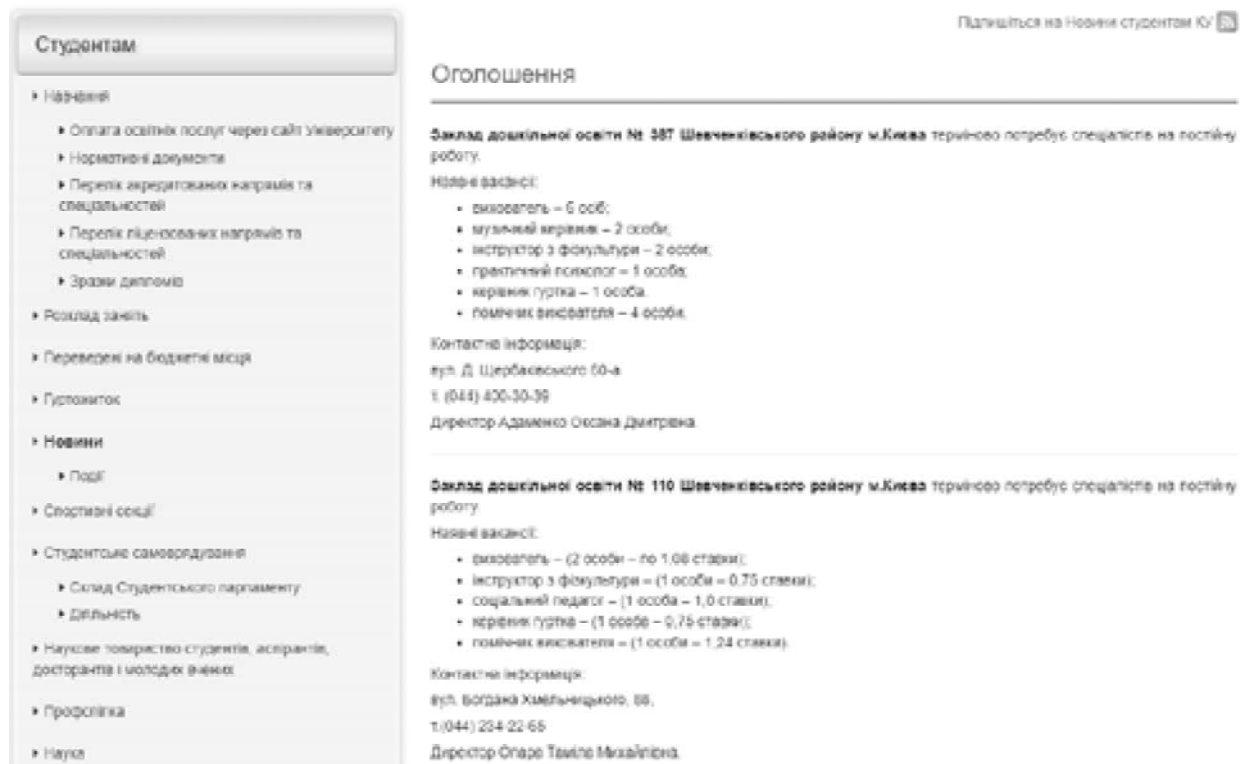 Підпишіться на Новини студентам КУ
Студентам
Навчання
Оплата освітніх послуг через сайт Університету
Нормативні документи
Перелік акредитованих напрямів та
спеціальностей
Перелік ліцензованих напрямів та
спеціальностей
Зразки дипломів
Розклад занять
Переведені на бюджетні місця
Гуртожиток
Новини
Події
Спортивні секції
Студентське самоврядування
Склад Студентського парламенту
Діяльність
Наукове товариство студентів, аспірантів,
докторантів і молодих вчених
Профспілка
Наука
Оголошення
Заклад дошкільної освіти № 387 Шевченківського району м.Києва терміново потребує спеціалістів на постійну
роботу.
Наявні вакансії:
вихователь – 6 осіб;
музичний керівник – 2 особи;
інструктор з фізкультури – 2 особи;
практичний психолог – 1 особа;
керівник гуртка – 1 особа.
помічник вихователя – 4 особи.
Контактна інформація:
вул. Д. Щербаківського 60-а
т. (044) 400-30-39
Директор Адаменко Оксана Дмитрівна.
Заклад дошкільної освіти № 110 Шевченківського району м.Києва терміново потребує спеціалістів на постійну
роботу
Наявні вакансії:
вихователь – (2 особи – по 1,08 ставки);
інструктор з фізкультури – (1 особи – 0,75 ставки);
соціальний педагог – (1 особа – 1,0 ставки);
керівник гуртка – (1 особа – 0,75 ставки);
помічник вихователя – (1 особи – 1,24 ставки).
Контактна інформація:
вул. Богдана Хмельницького,
т.(044) 234-22-
Директор Опара Таміла Михайлівна.